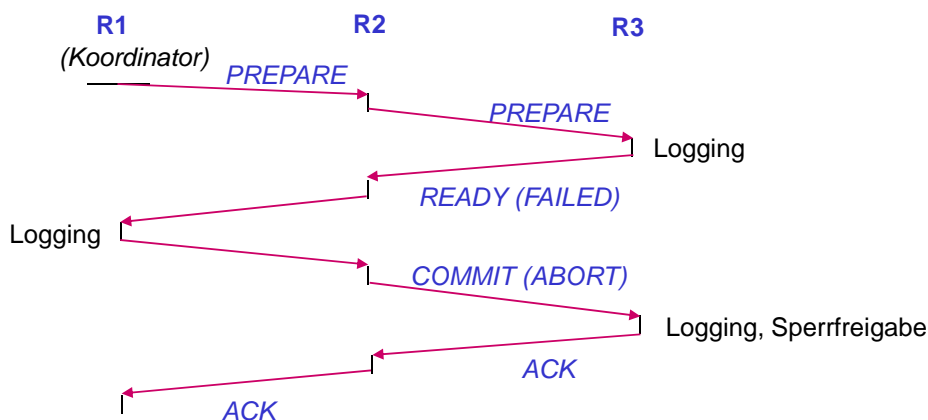 R1 R2 R3
(Koordinator)
PREPARE
PREPARE
Logging
READY (FAILED)
Logging
COMMIT (ABORT)
Logging, Sperrfreigabe
ACK
ACK